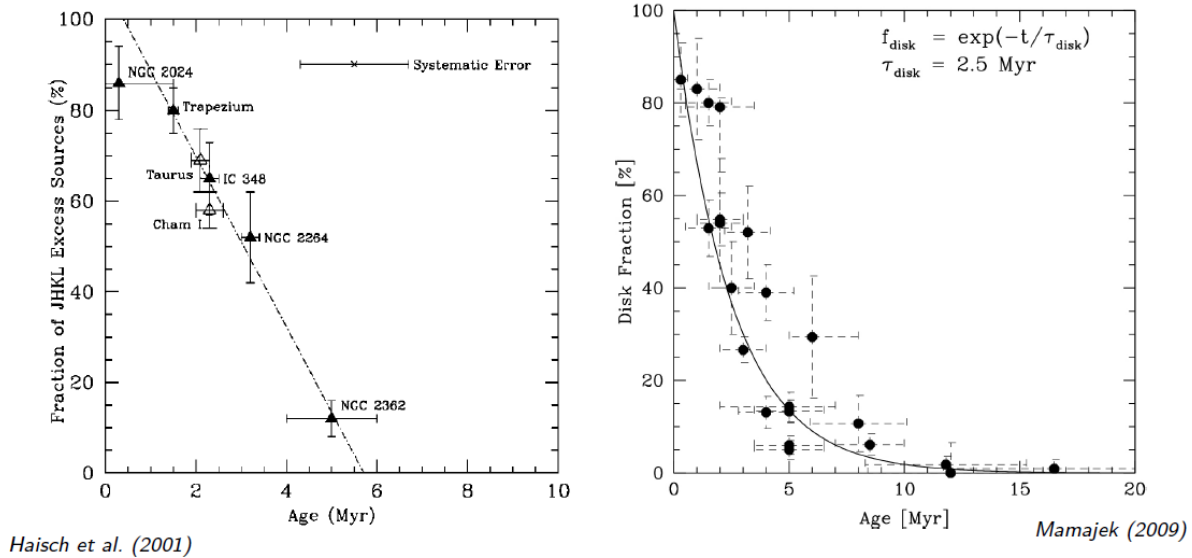 Fraction of JHKL Excess Sources (%)
100
80
60
40
20
0
NGC 2024
Trapezium
Taurus
IC 348
Cham I
NGC 2264
NGC 2362
Systematic Error
0 2 4 6 8 10
Age (Myr)
Haisch et al. (2001)
Disk Fraction [%]
100
80
60
40
20
0
f_disk = exp(-t/τ_disk)
τ_disk = 2.5 Myr
0 5 10 15 20
Age [Myr]
Mamajek (2009)